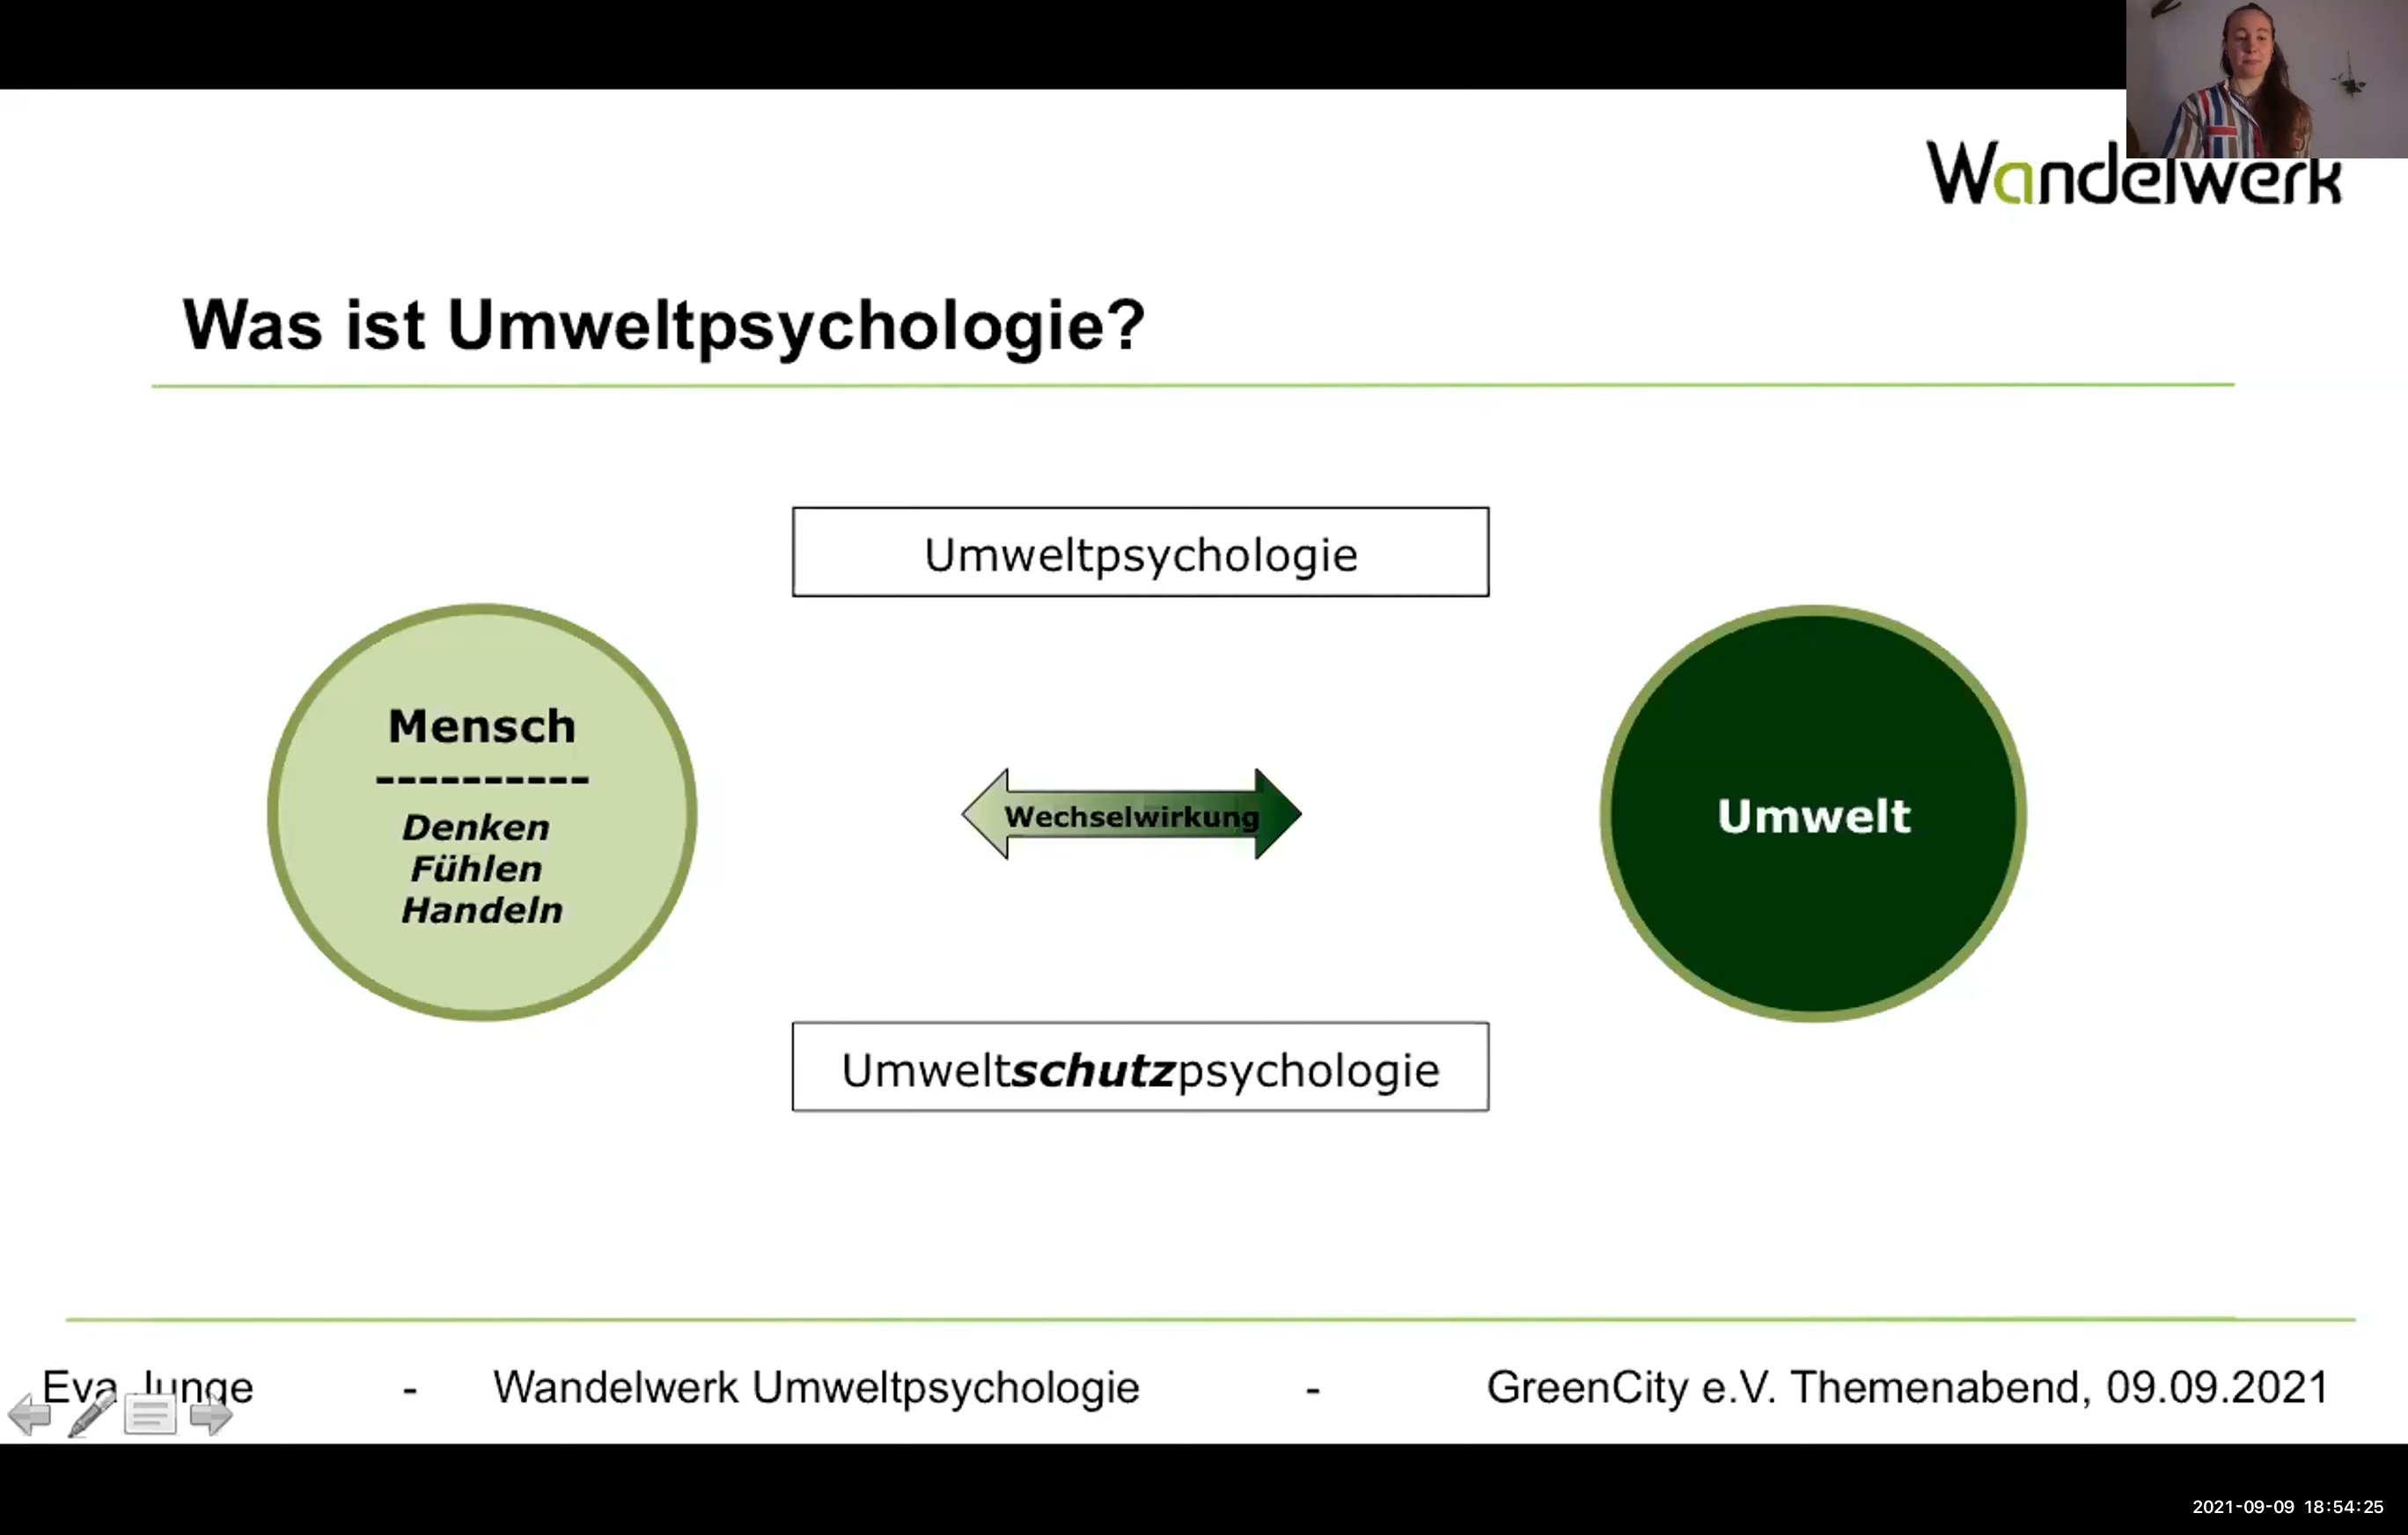 Wandelwerk
Was ist Umweltpsychologie?
Umweltpsychologie
Mensch
----------
Denken
Fühlen
Handeln
Wechselwirkung
Umwelt
Umweltschutzpsychologie
Eva Junge - Wandelwerk Umweltpsychologie - GreenCity e.V. Themenabend, 09.09.2021
2021-09-09 18:54:25